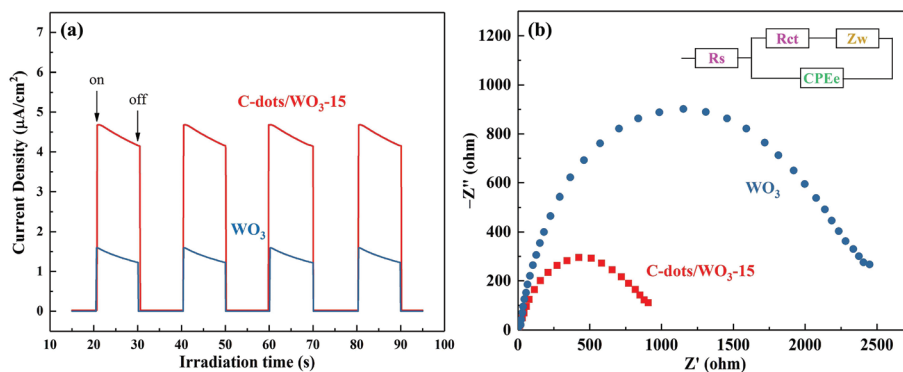 (a)
on
off
C-dots/WO₃-15
WO₃
Current Density (μA/cm²)
7
6
5
4
3
2
1
0
10 20 30 40 50 60 70 80 90 100
Irradiation time (s)
(b)
Rs
Rct
Zw
CPEe
WO₃
C-dots/WO₃-15
−Z''  (ohm)
1200
1000
800
600
400
200
0
0 500 1000 1500 2000 2500
Z' (ohm)